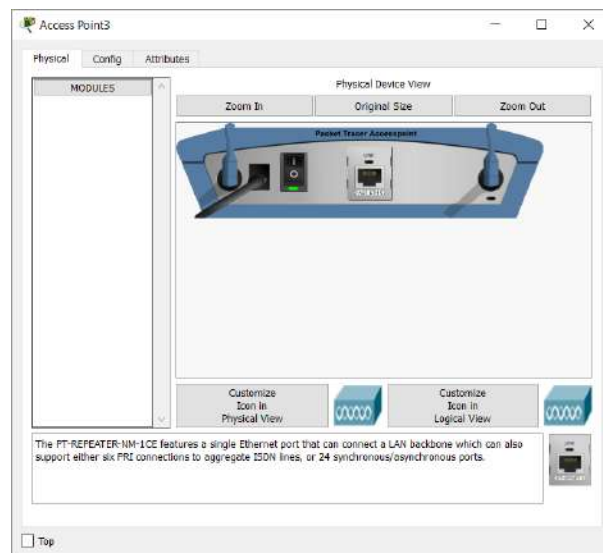 Access Point3
Physical Config Attributes
MODULES
Physical Device View
Zoom In Original Size Zoom Out
Packet Tracer Accesspoint
Customize
Icon in
Physical View
Customize
Icon in
Logical View
The PT-REPEATER-NM-1CE features a single Ethernet port that can connect a LAN backbone which can also
support either six PRI connections to aggregate ISDN lines, or 24 synchronous/asynchronous ports.
Top